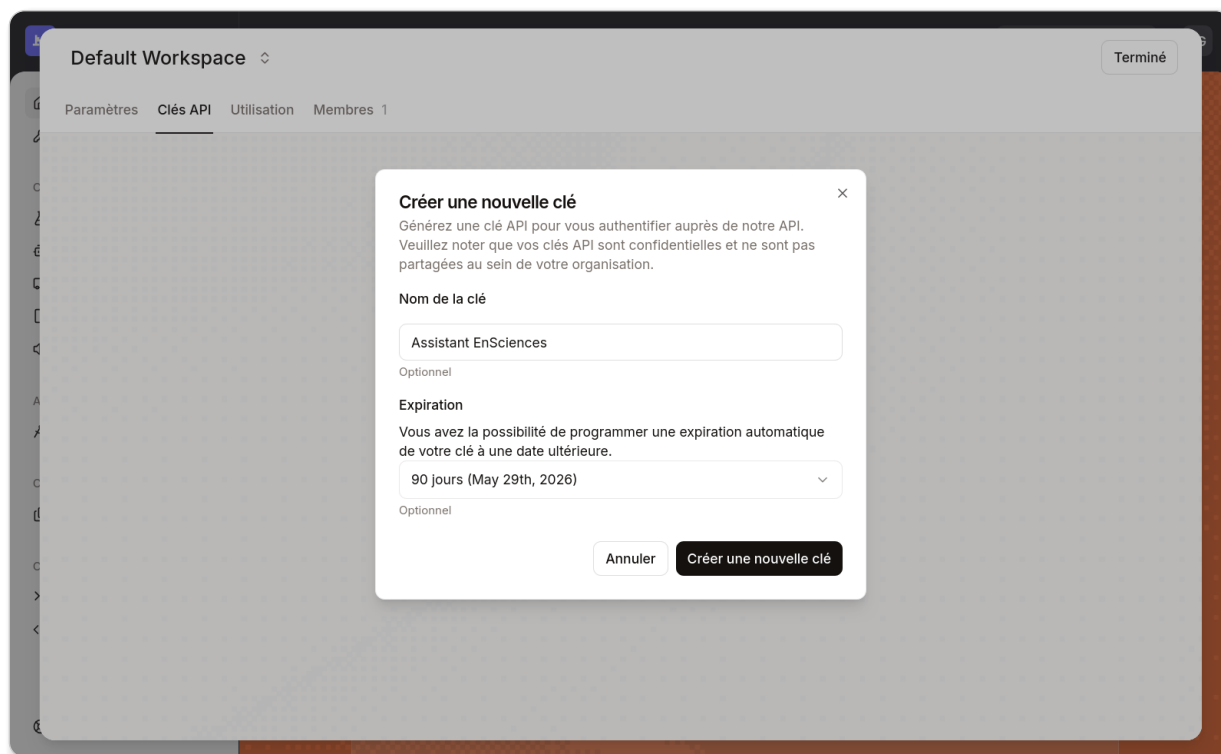 Default Workspace
Terminé
Paramètres
Clés API
Utilisation
Membres 1
Créer une nouvelle clé
Générez une clé API pour vous authentifier auprès de notre API.
Veuillez noter que vos clés API sont confidentielles et ne sont pas
partagées au sein de votre organisation.
Nom de la clé
Assistant EnSciences
Optionnel
Expiration
Vous avez la possibilité de programmer une expiration automatique
de votre clé à une date ultérieure.
90 jours (May 29th, 2026)
Optionnel
Annuler
Créer une nouvelle clé